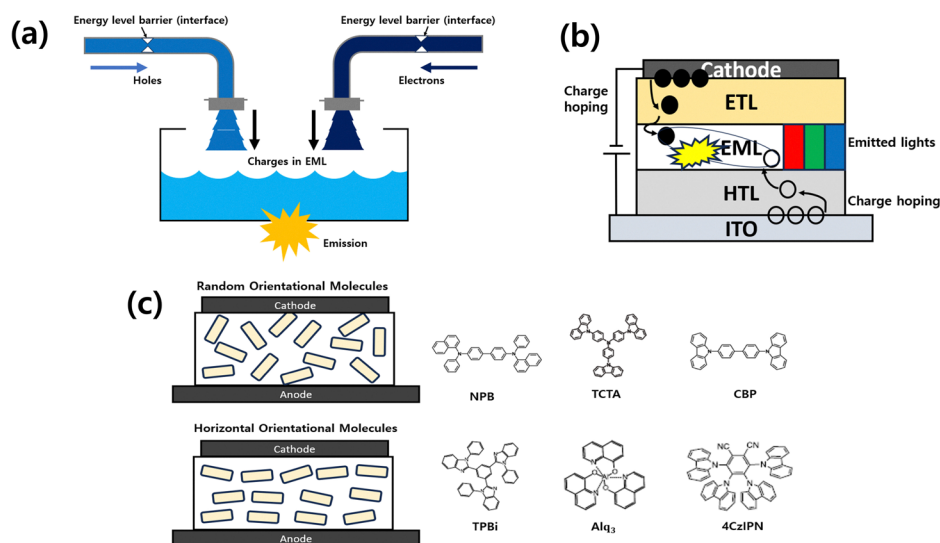 (a)
Energy level barrier (interface)
Energy level barrier (interface)
Holes
Electrons
Charges in EML
Emission
(b)
Cathode
Charge
hoping
ETL
EML
Emitted lights
HTL
Charge hoping
ITO
(c)
Random Orientational Molecules
Cathode
Anode
NPB
TCTA
CBP
Horizontal Orientational Molecules
Cathode
Anode
TPBi
Alq3
NC
CN
4CzIPN